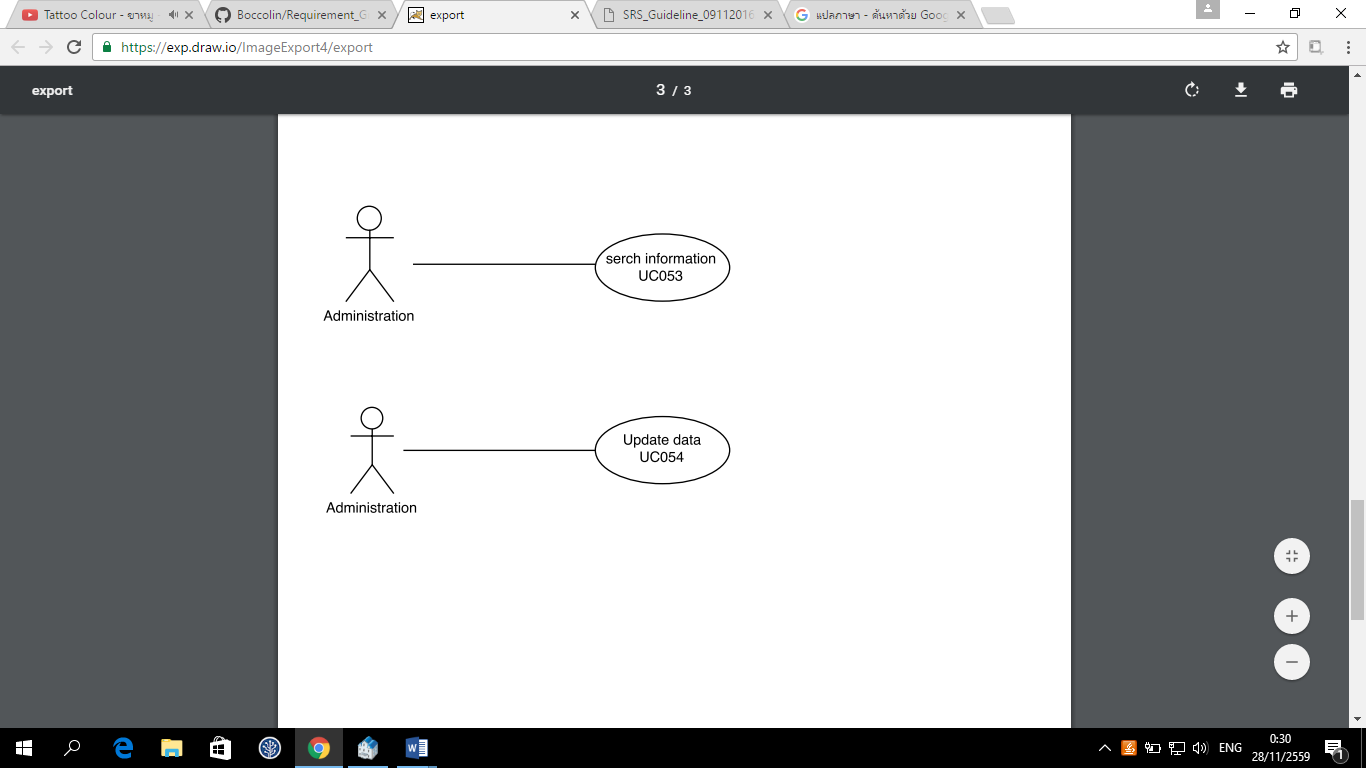 Tattoo Colour - ขาหมู
Boccolin/Requirement_G
export
SRS_Guideline_09112016
แปลภาษา - ค้นหาด้วย Goog
https://exp.draw.io/ImageExport4/export
export
3 / 3
serch information
UC053
Administration
Update data
UC054
Administration
ENG
0:30
28/11/2559
1